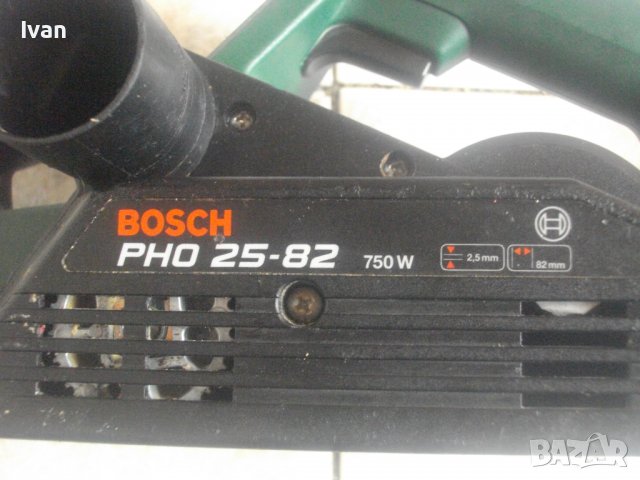 Ivan
BOSCH
PHO 25-82 750 W 2,5 mm 82 mm
BAZAR